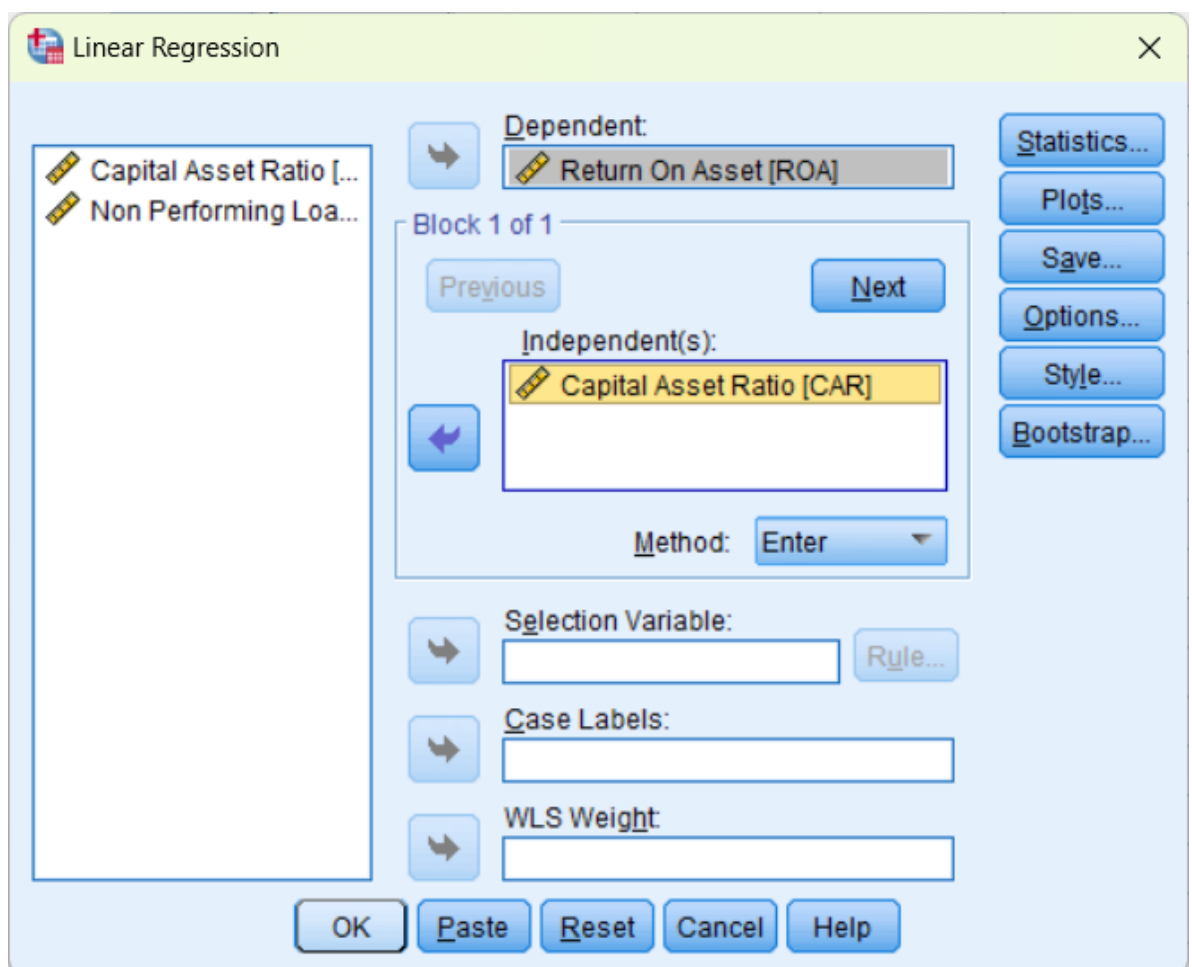 Linear Regression
Capital Asset Ratio [...
Non Performing Loa...
Dependent:
Return On Asset [ROA]
Block 1 of 1
Previous
Next
Independent(s):
Capital Asset Ratio [CAR]
Method:
Enter
Selection Variable:
Rule...
Case Labels:
WLS Weight:
Statistics...
Plots...
Save...
Options...
Style...
Bootstrap...
OK
Paste
Reset
Cancel
Help